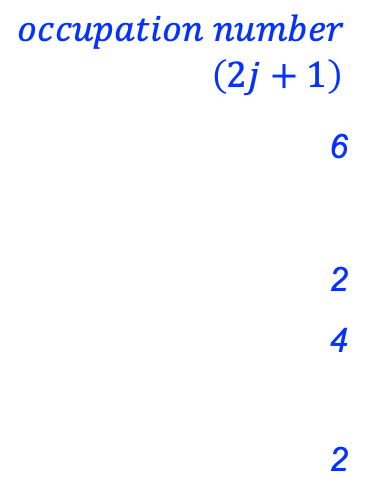 occupation number
(2j + 1)
6
2
4
2